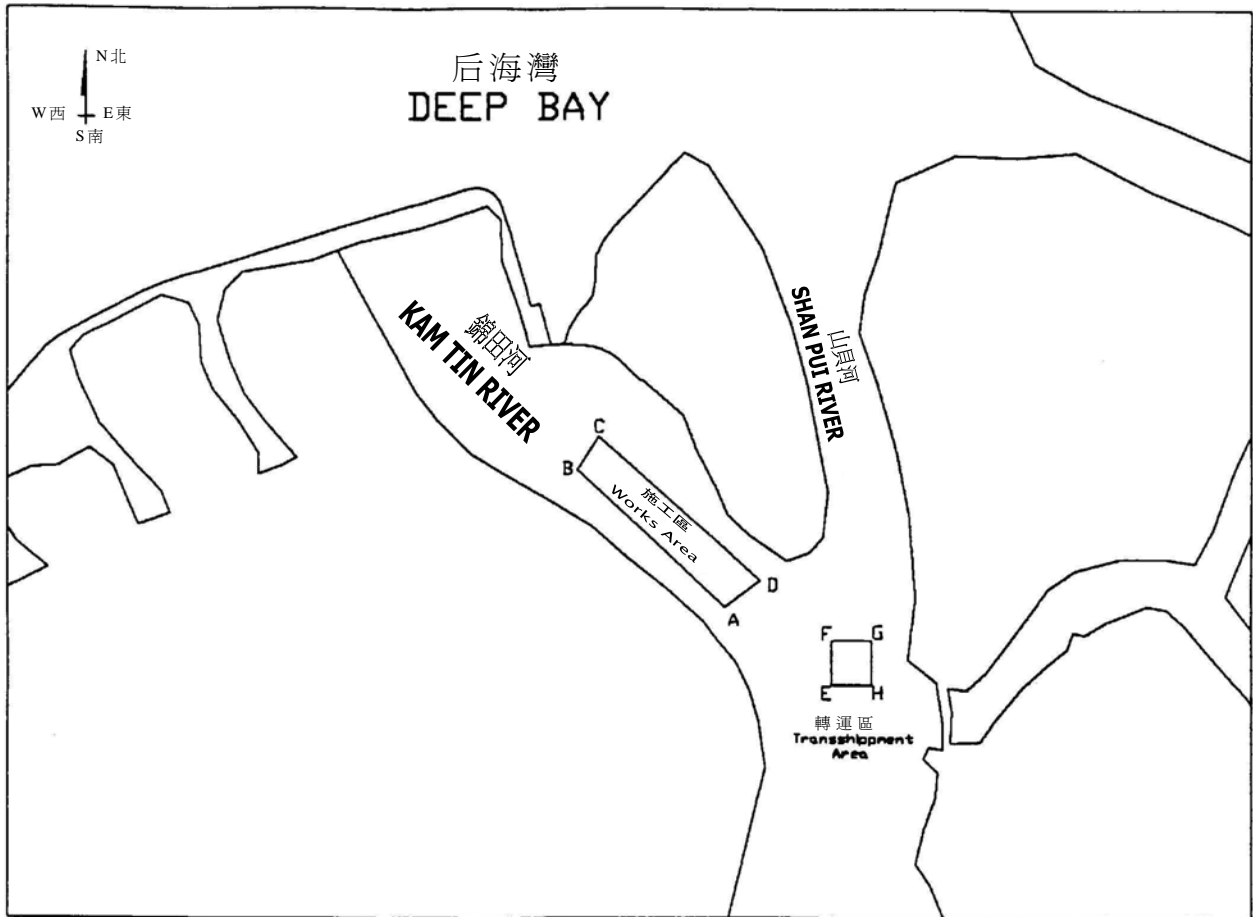 N北
W西 E東
S南
后海灣
DEEP BAY
錦田河
KAM TIN RIVER
山貝河
SHAN PUI RIVER
C
B
施工區
Works Area
D
A
F G
E H
轉運區
Transshippment
Area